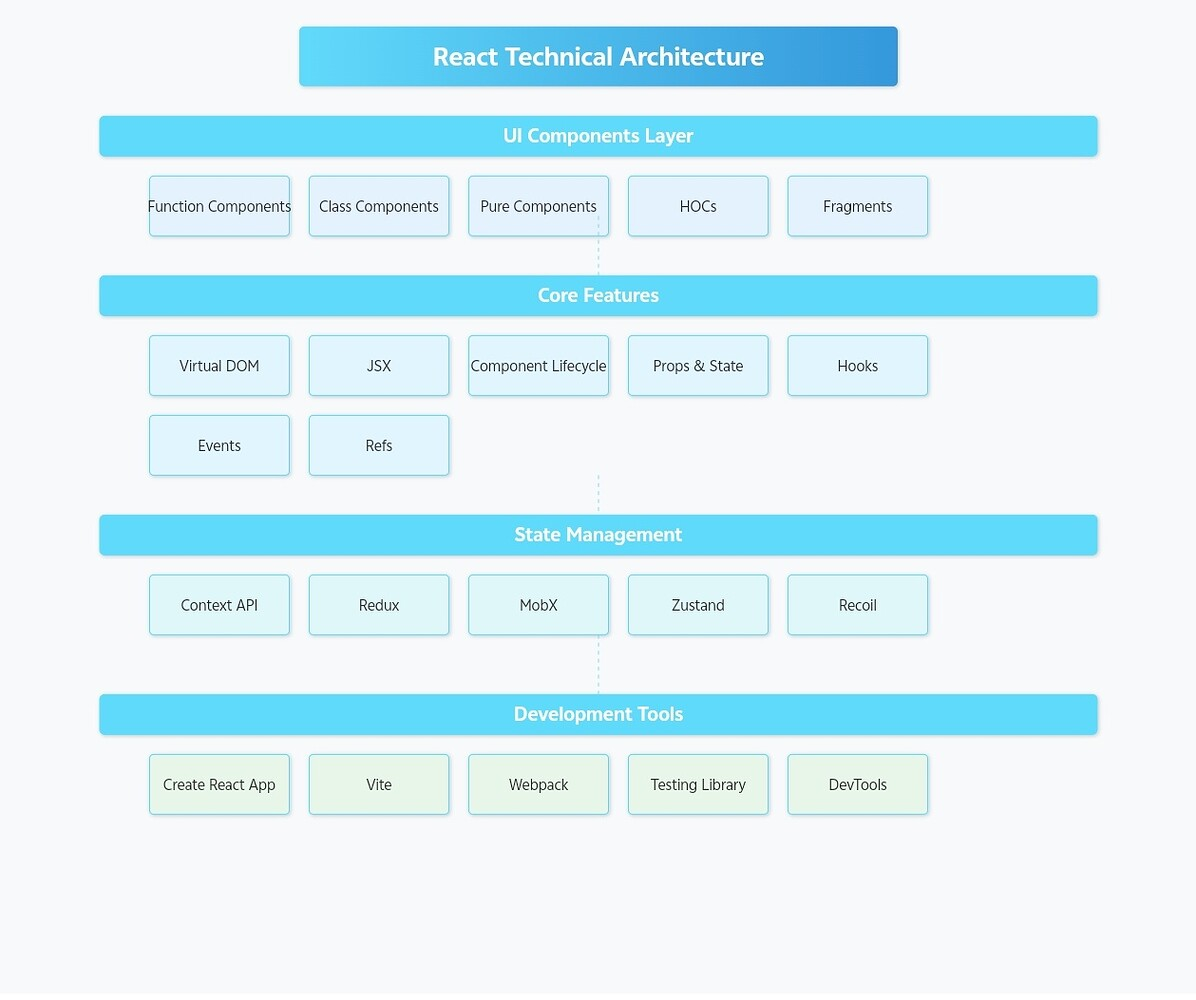 React Technical Architecture
UI Components Layer
Function Components
Class Components
Pure Components
HOCs
Fragments
Core Features
Virtual DOM
JSX
Component Lifecycle
Props & State
Hooks
Events
Refs
State Management
Context API
Redux
MobX
Zustand
Recoil
Development Tools
Create React App
Vite
Webpack
Testing Library
DevTools